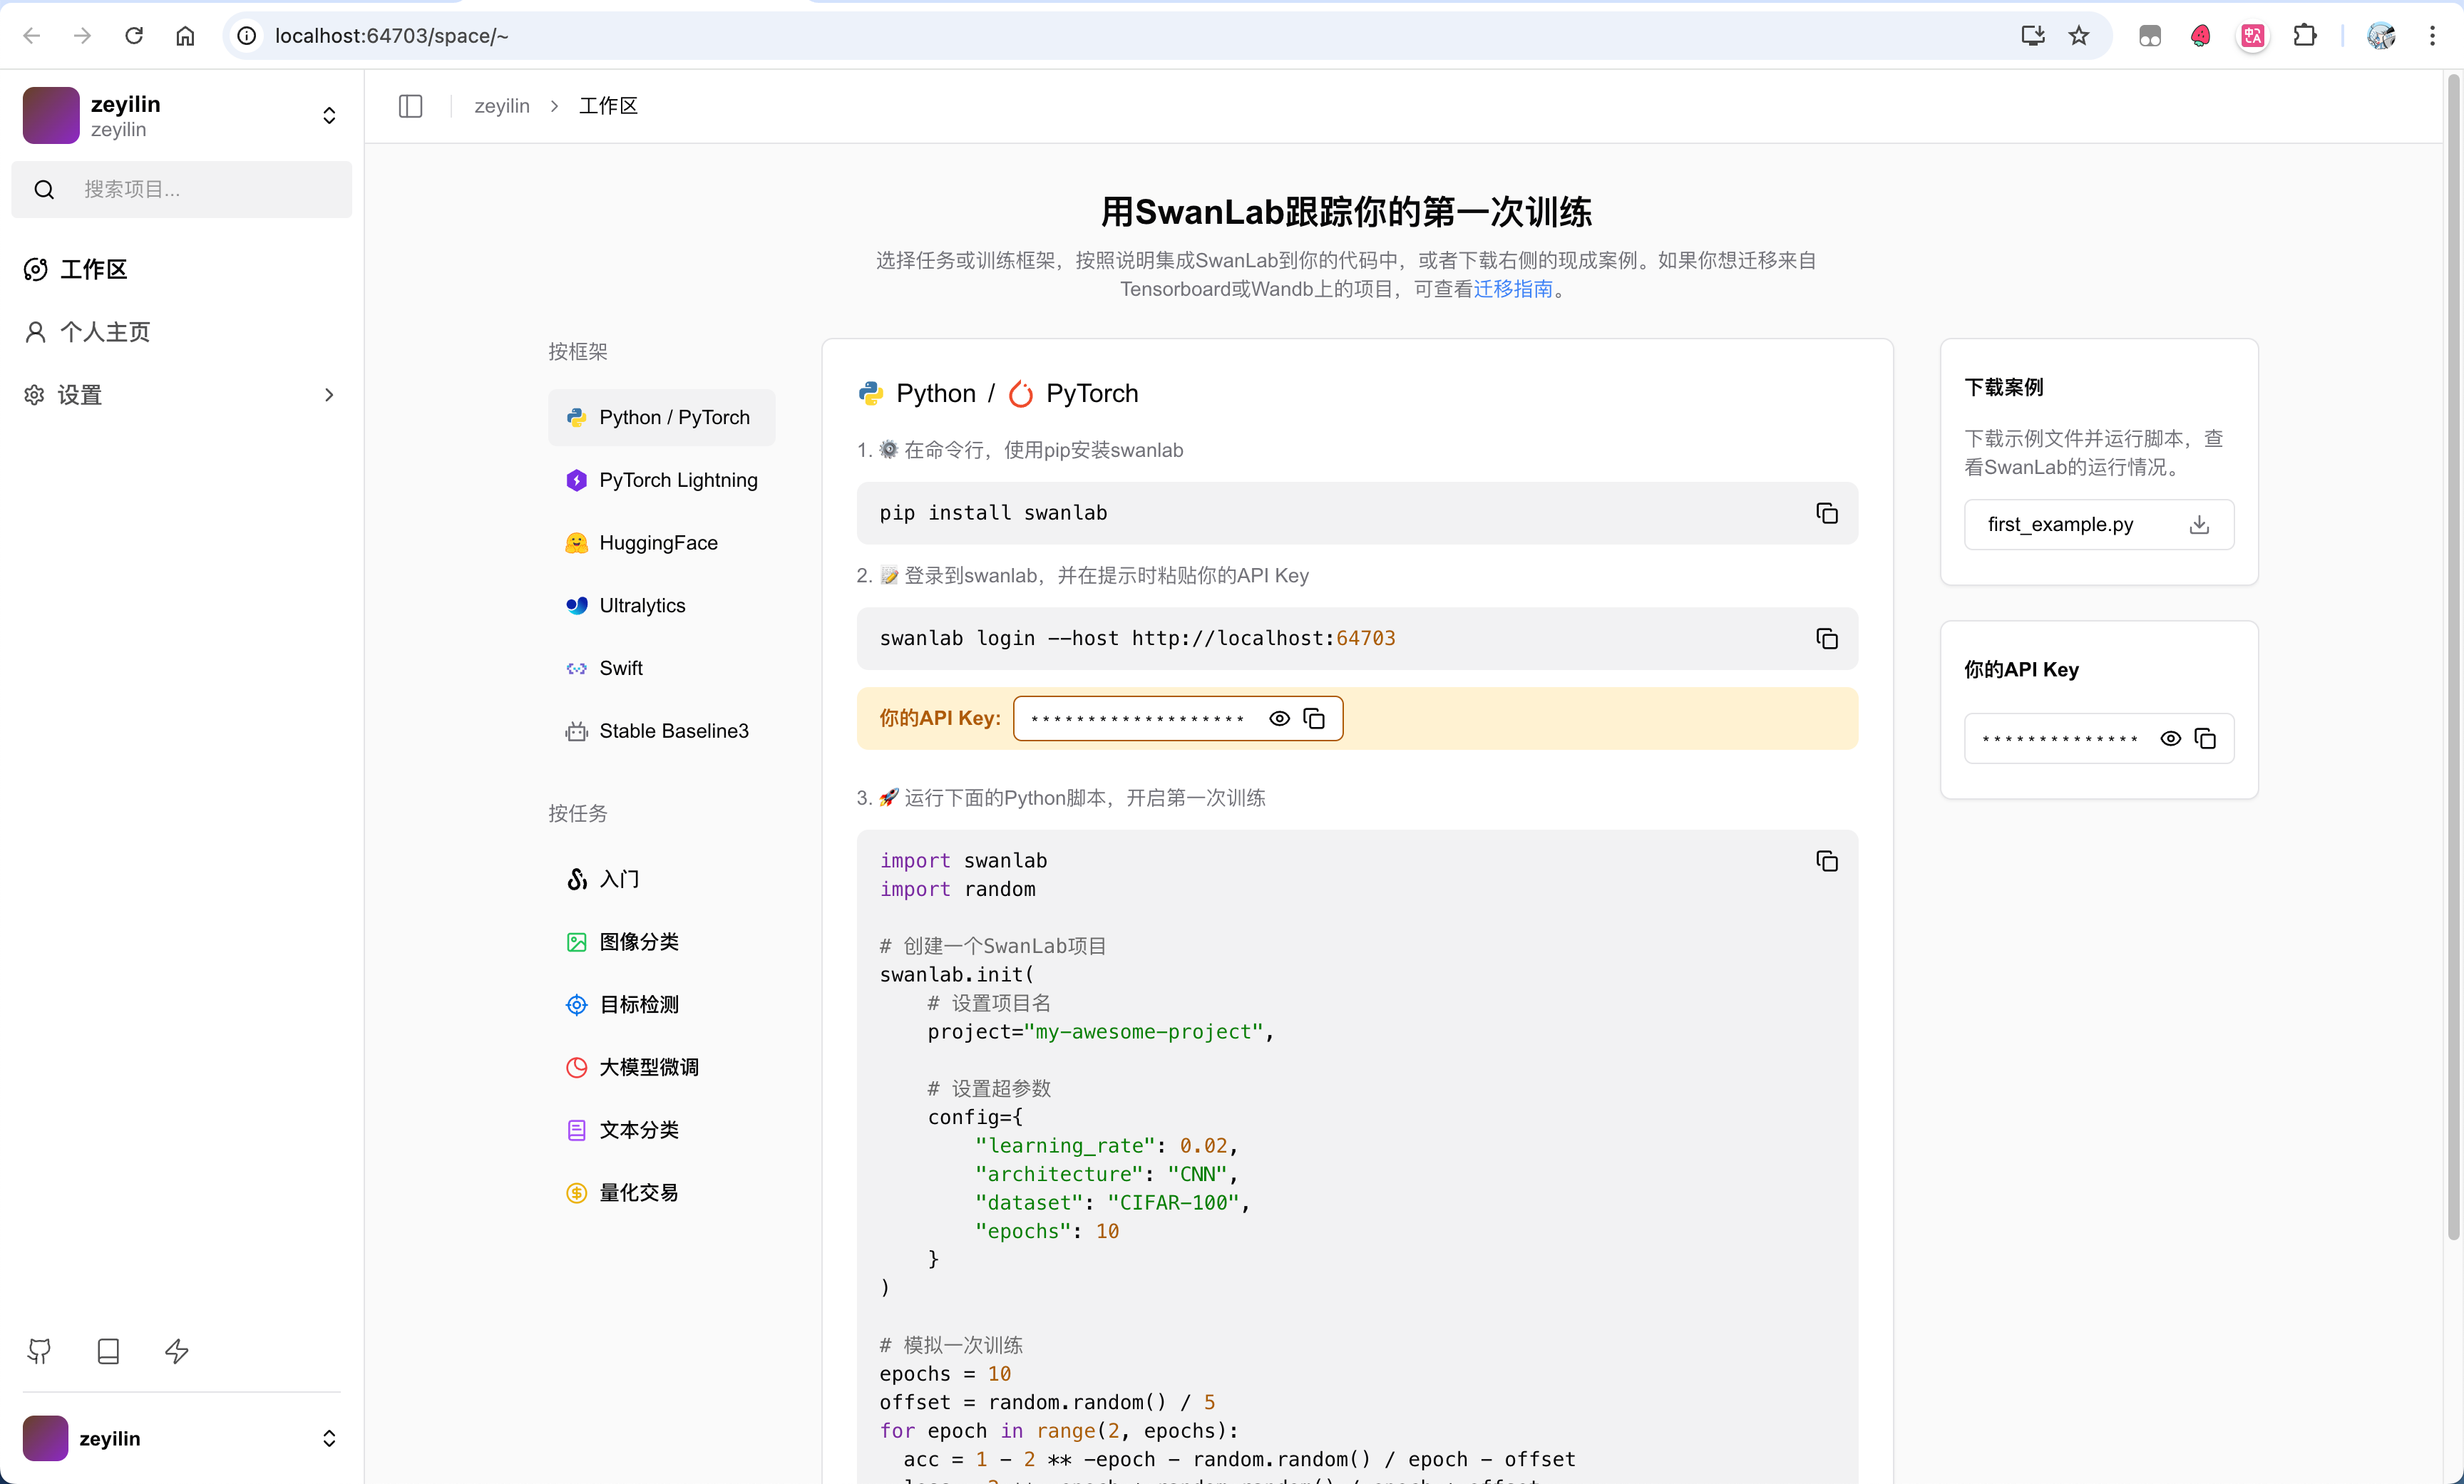 localhost:64703/space/~
zeyilin
zeyilin
搜索项目...
工作区
个人主页
设置
zeyilin
zeyilin > 工作区
用SwanLab跟踪你的第一次训练
选择任务或训练框架，按照说明集成SwanLab到你的代码中，或者下载右侧的现成案例。如果你想迁移来自
Tensorboard或Wandb上的项目，可查看迁移指南。
按框架
Python / PyTorch
PyTorch Lightning
HuggingFace
Ultralytics
Swift
Stable Baseline3
按任务
入门
图像分类
目标检测
大模型微调
文本分类
量化交易
Python / PyTorch
1. ⚙️ 在命令行，使用pip安装swanlab
pip install swanlab
2. 📝 登录到swanlab，并在提示时粘贴你的API Key
swanlab login --host http://localhost:64703
你的API Key: *******************
3. 🚀 运行下面的Python脚本，开启第一次训练
import swanlab
import random
# 创建一个SwanLab项目
swanlab.init(
    # 设置项目名
    project="my-awesome-project",
    # 设置超参数
    config={
        "learning_rate": 0.02,
        "architecture": "CNN",
        "dataset": "CIFAR-100",
        "epochs": 10
    }
)
# 模拟一次训练
epochs = 10
offset = random.random() / 5
for epoch in range(2, epochs):
  acc = 1 - 2 ** -epoch - random.random() / epoch - offset
下载案例
下载示例文件并运行脚本，查
看SwanLab的运行情况。
first_example.py
你的API Key
**************